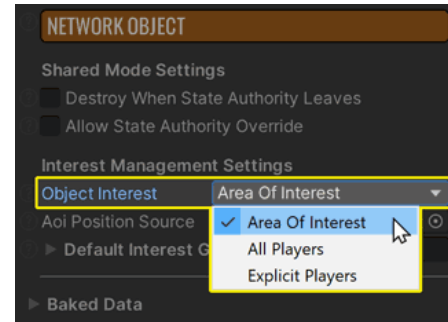 NETWORK OBJECT
Shared Mode Settings
Destroy When State Authority Leaves
Allow State Authority Override
Interest Management Settings
Object Interest Area Of Interest
Aoi Position Source Area Of Interest
Default Interest G All Players
Explicit Players
Baked Data